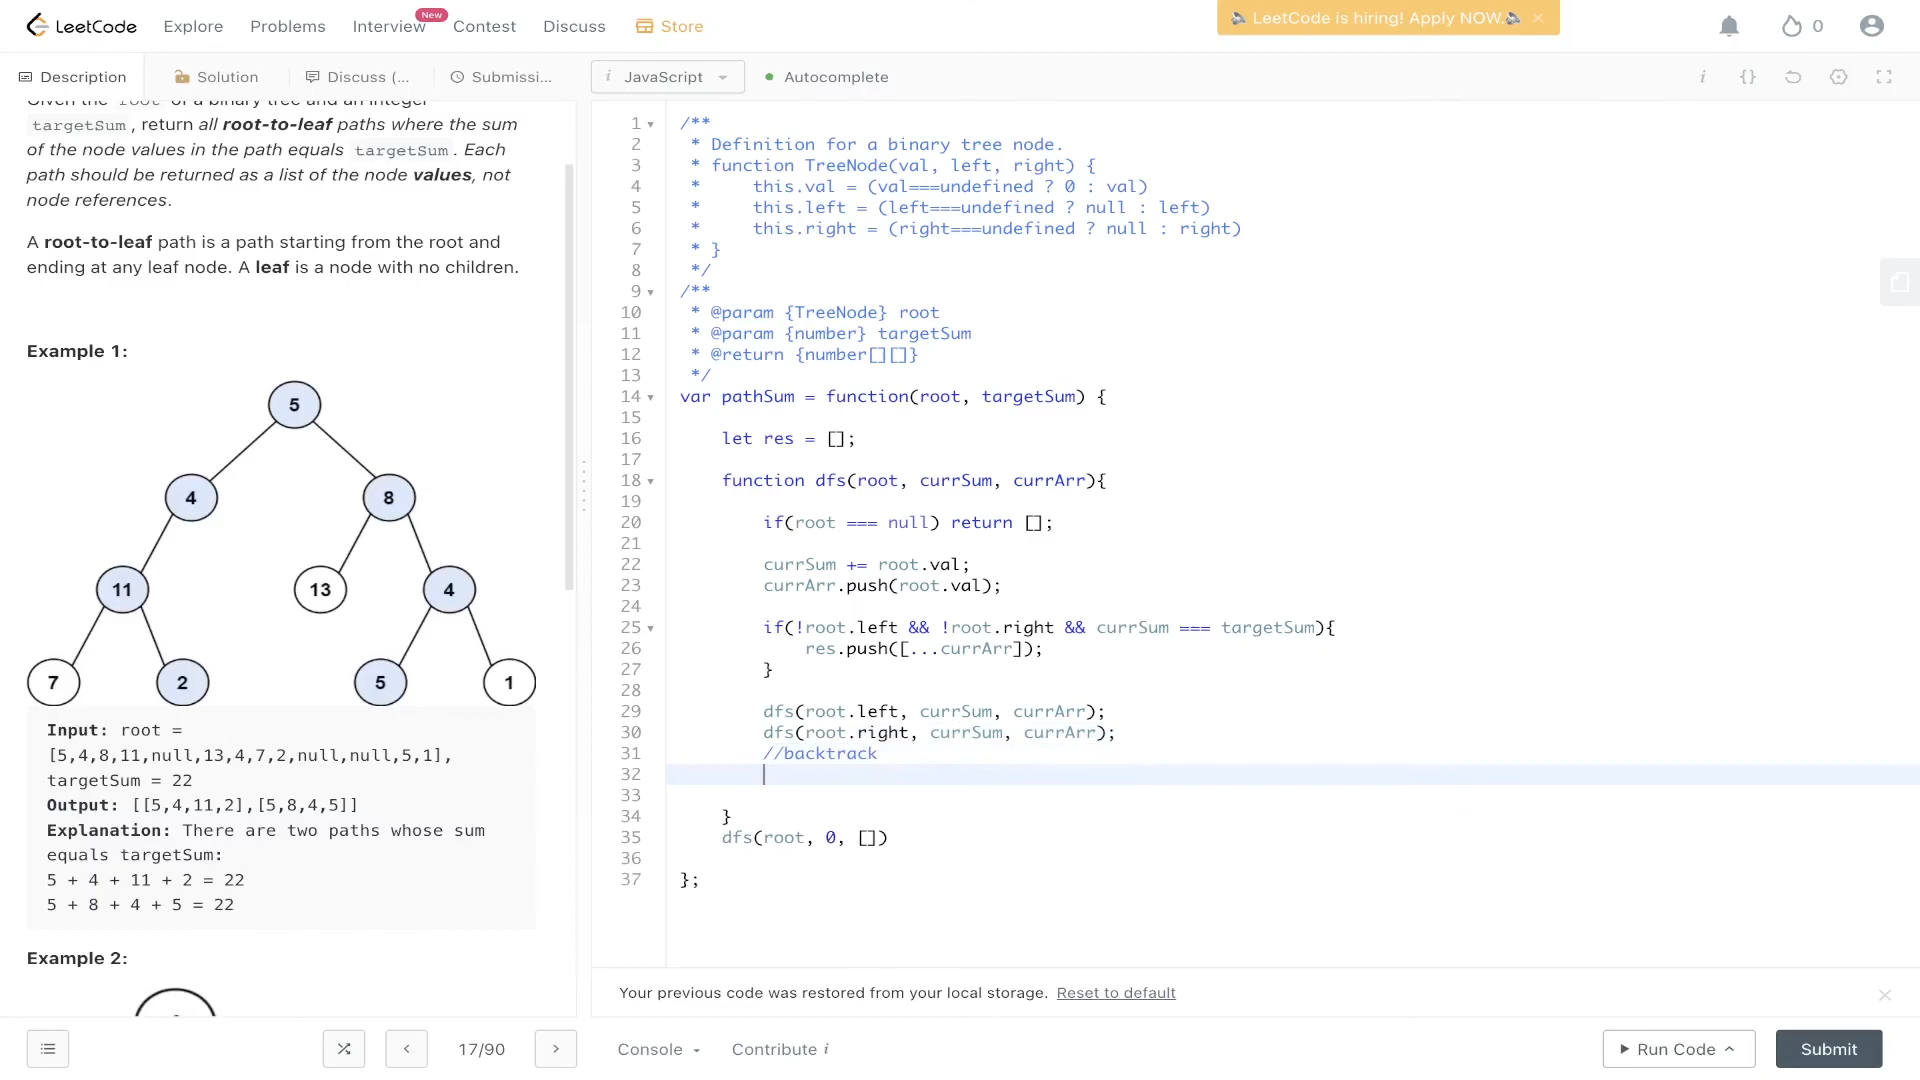 LeetCode Explore Problems Interview New Contest Discuss Store LeetCode is hiring! Apply NOW. 0
Description Solution Discuss (... Submissi... i JavaScript Autocomplete i {}
Given the root of a binary tree and an integer
targetSum, return all root-to-leaf paths where the sum
of the node values in the path equals targetSum. Each
path should be returned as a list of the node values, not
node references.
A root-to-leaf path is a path starting from the root and
ending at any leaf node. A leaf is a node with no children.
Example 1:
5
4 8
11 13 4
7 2 5 1
Input: root =
[5,4,8,11,null,13,4,7,2,null,null,5,1],
targetSum = 22
Output: [[5,4,11,2],[5,8,4,5]]
Explanation: There are two paths whose sum
equals targetSum:
5 + 4 + 11 + 2 = 22
5 + 8 + 4 + 5 = 22
Example 2:
1 /**
2 * Definition for a binary tree node.
3 * function TreeNode(val, left, right) {
4 *     this.val = (val===undefined ? 0 : val)
5 *     this.left = (left===undefined ? null : left)
6 *     this.right = (right===undefined ? null : right)
7 * }
8 */
9 /**
10 * @param {TreeNode} root
11 * @param {number} targetSum
12 * @return {number[][]}
13 */
14 var pathSum = function(root, targetSum) {
15
16     let res = [];
17
18     function dfs(root, currSum, currArr){
19
20         if(root === null) return [];
21
22         currSum += root.val;
23         currArr.push(root.val);
24
25         if(!root.left && !root.right && currSum === targetSum){
26             res.push([...currArr]);
27         }
28
29         dfs(root.left, currSum, currArr);
30         dfs(root.right, currSum, currArr);
31         //backtrack
32
33
34     }
35     dfs(root, 0, [])
36
37 };
Your previous code was restored from your local storage. Reset to default
< 17/90 > Console Contribute i Run Code Submit